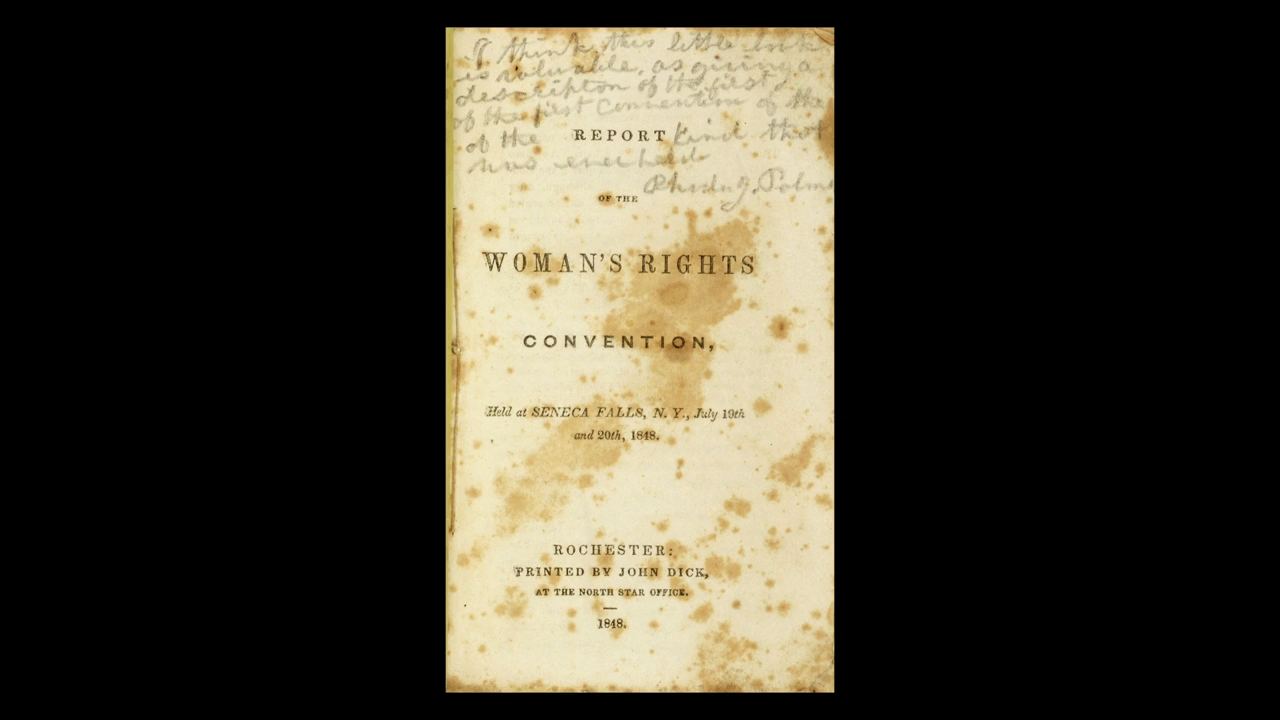 I think this little book
is valuable, as giving a
description of the first
of the first Convention of the
of the kind that
was ever held
Rhoda J. Palmer
REPORT
OF THE
WOMAN'S RIGHTS
CONVENTION,
Held at SENECA FALLS, N. Y., July 19th
and 20th, 1848.
ROCHESTER:
PRINTED BY JOHN DICK,
AT THE NORTH STAR OFFICE.
1848.